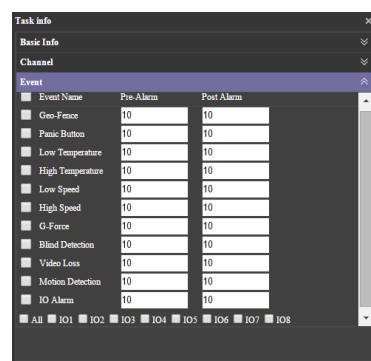 Task info ×
Basic Info
Channel
Event
Event Name Pre-Alarm Post Alarm
Geo-Fence 10 10
Panic Button 10 10
Low Temperature 10 10
High Temperature 10 10
Low Speed 10 10
High Speed 10 10
G-Force 10 10
Blind Detection 10 10
Video Loss 10 10
Motion Detection 10 10
IO Alarm 10 10
All IO1 IO2 IO3 IO4 IO5 IO6 IO7 IO8